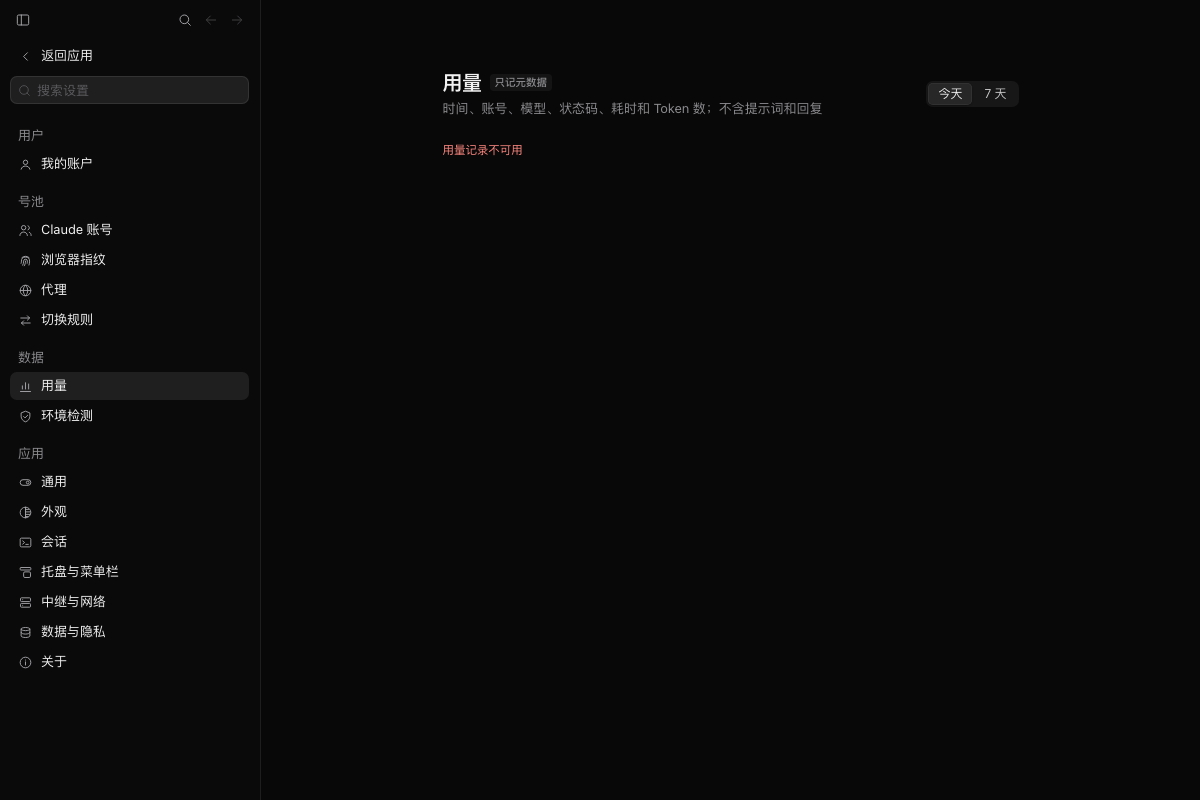 返回应用
搜索设置
用户
我的账户
号池
Claude 账号
浏览器指纹
代理
切换规则
数据
用量
环境检测
应用
通用
外观
会话
托盘与菜单栏
中继与网络
数据与隐私
关于
用量 只记元数据
时间、账号、模型、状态码、耗时和 Token 数；不含提示词和回复
今天 7 天
用量记录不可用